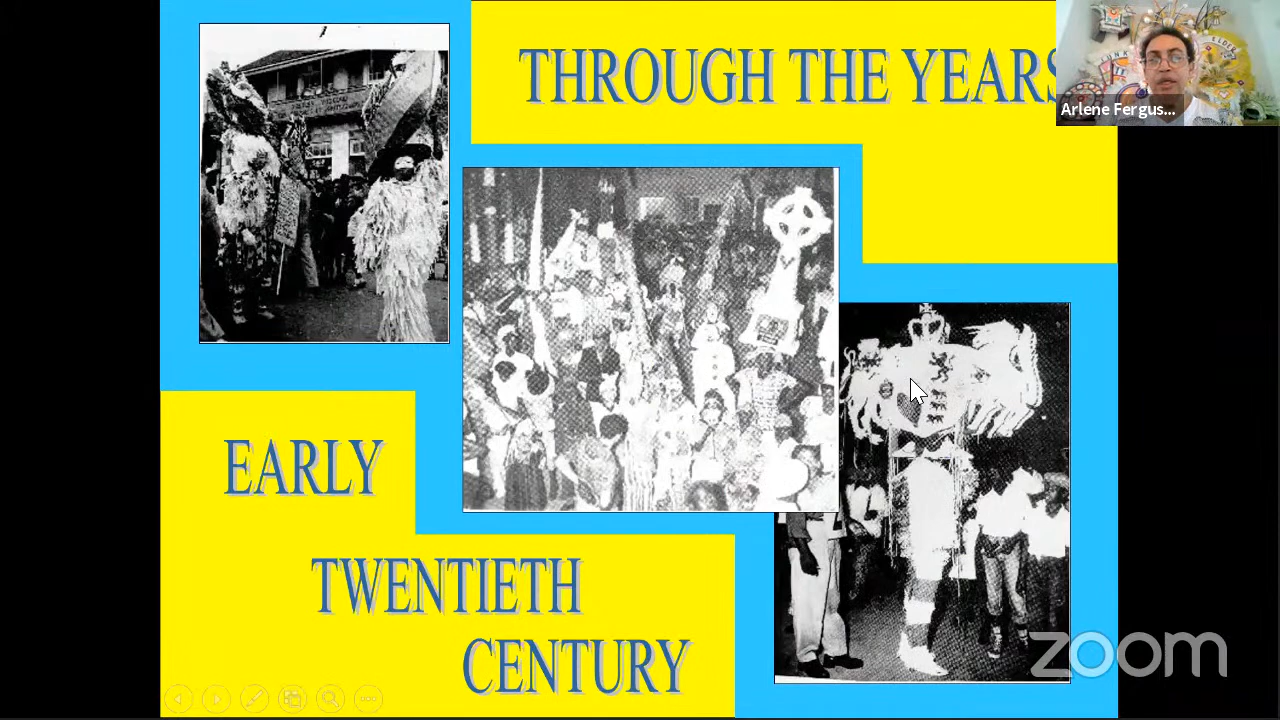 THROUGH THE YEARS
Arlene Fergus...
EARLY
TWENTIETH
CENTURY
zoom